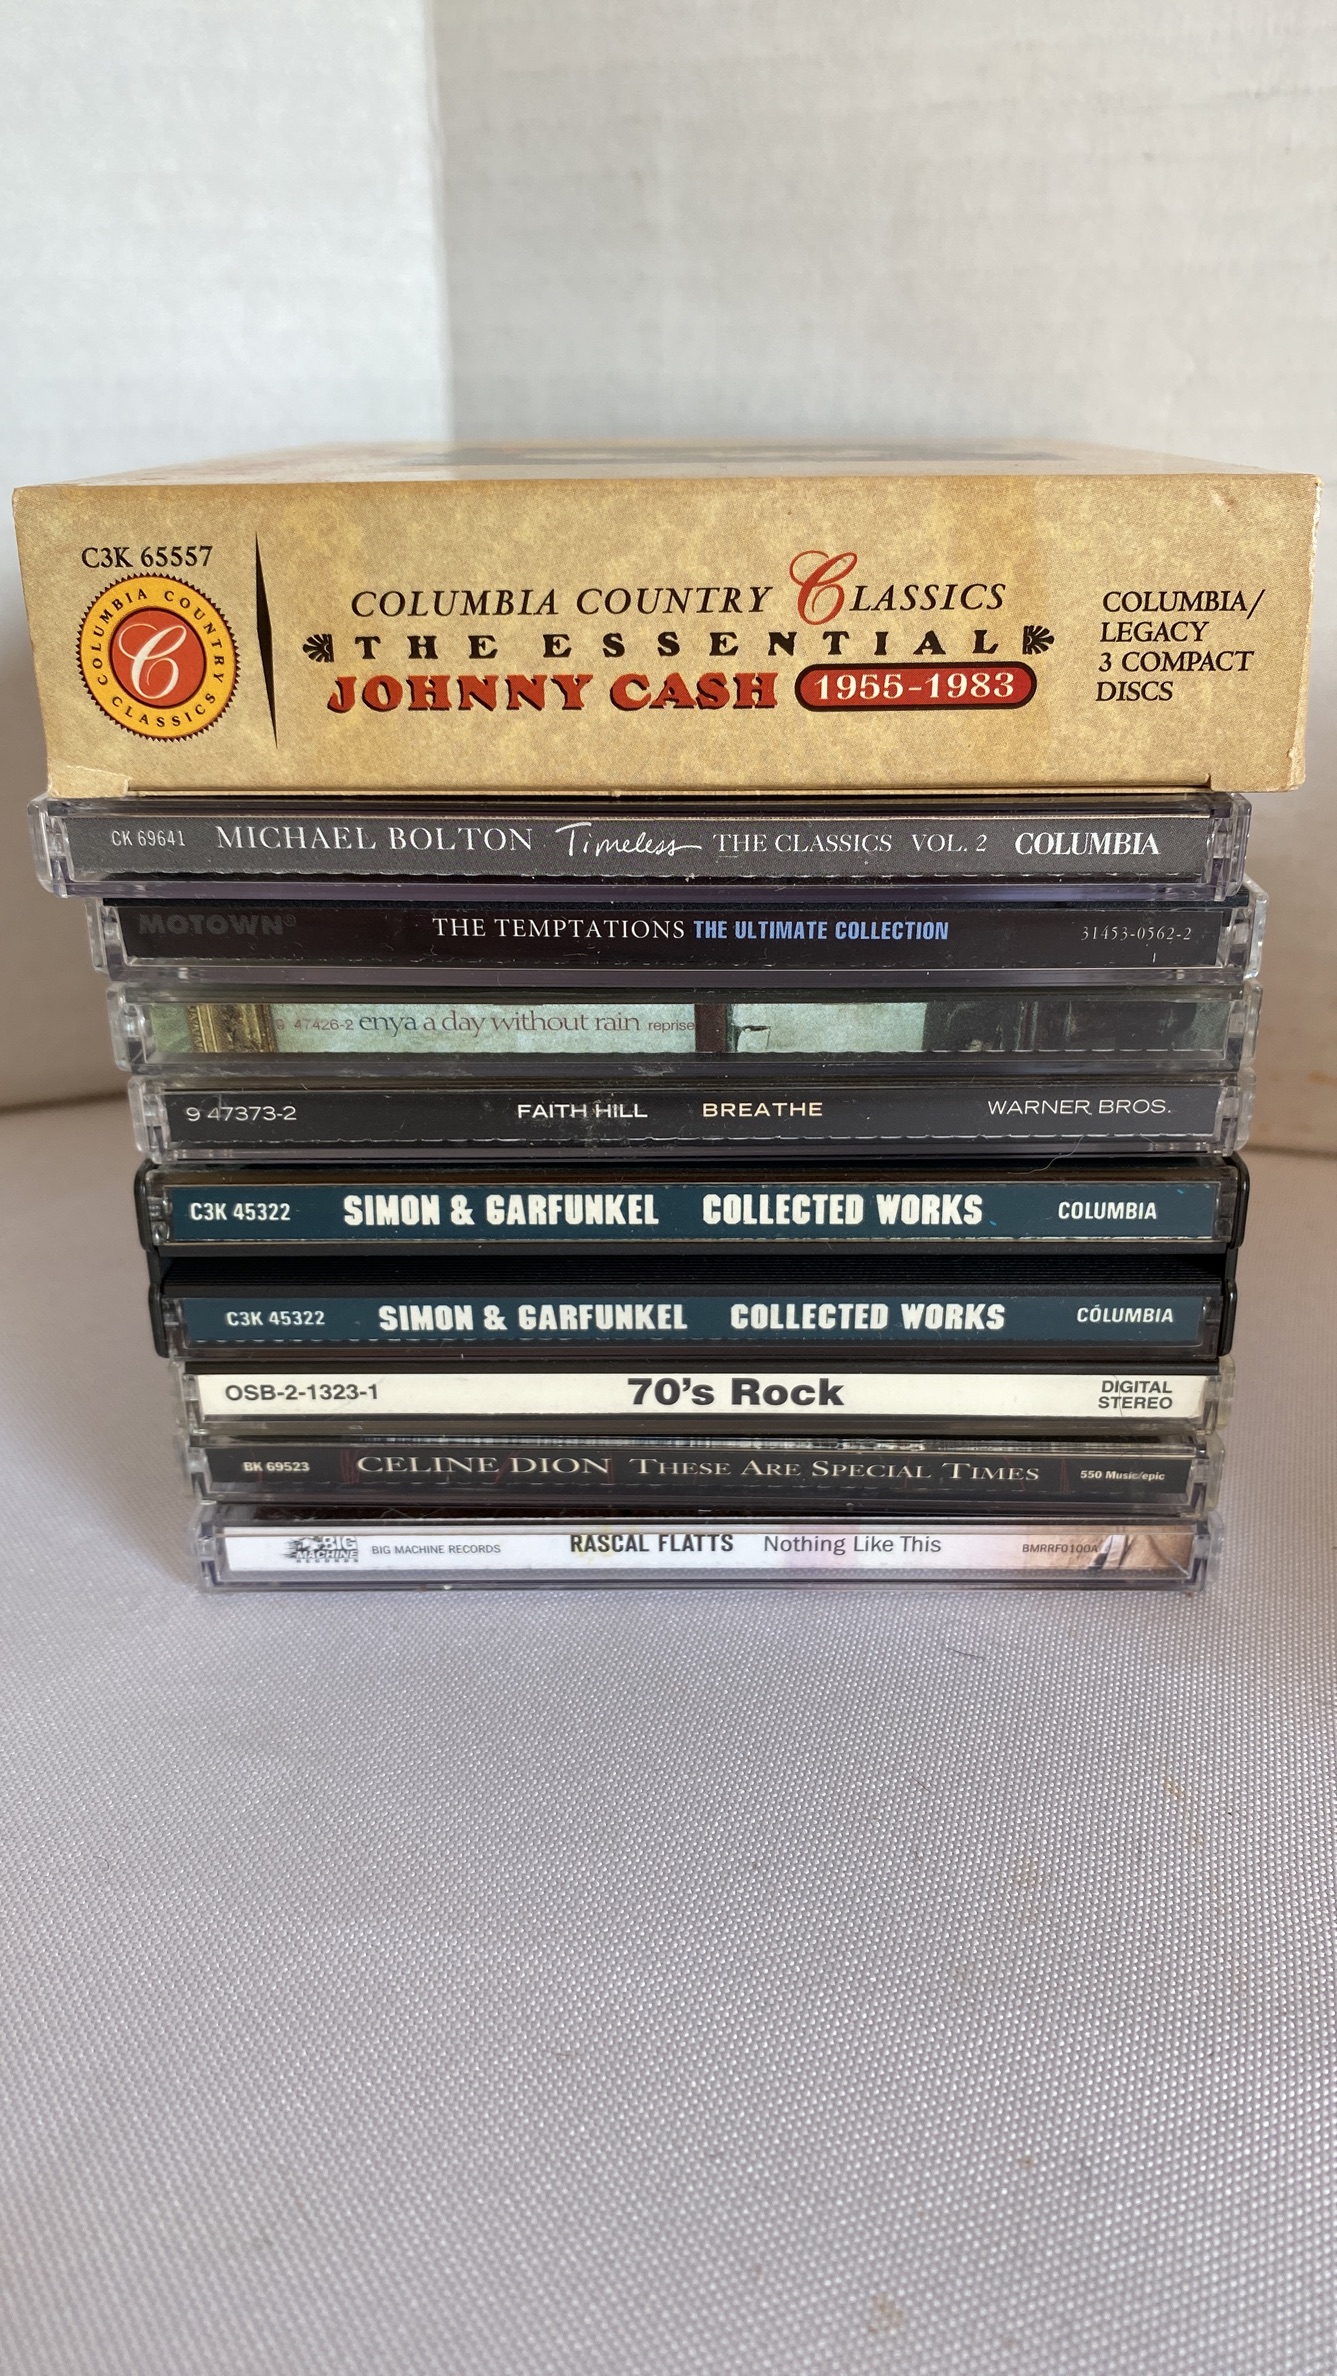 C3K 65557
COLUMBIA COUNTRY CLASSICS
C
COLUMBIA COUNTRY CLASSICS
THE ESSENTIAL
JOHNNY CASH 1955-1983
COLUMBIA/
LEGACY
3 COMPACT
DISCS
CK 69641 MICHAEL BOLTON Timeless THE CLASSICS VOL. 2 COLUMBIA
MOTOWN® THE TEMPTATIONS THE ULTIMATE COLLECTION 31453-0562-2
9 47426-2 enya a day without rain reprise
9 47373-2 FAITH HILL BREATHE WARNER BROS.
C3K 45322 SIMON & GARFUNKEL COLLECTED WORKS COLUMBIA
C3K 45322 SIMON & GARFUNKEL COLLECTED WORKS COLUMBIA
OSB-2-1323-1 70's Rock DIGITAL
STEREO
BK 69523 CELINE DION THESE ARE SPECIAL TIMES 550 Music/epic
BIG MACHINE RECORDS BIG MACHINE RECORDS RASCAL FLATTS Nothing Like This BMRRF0100A